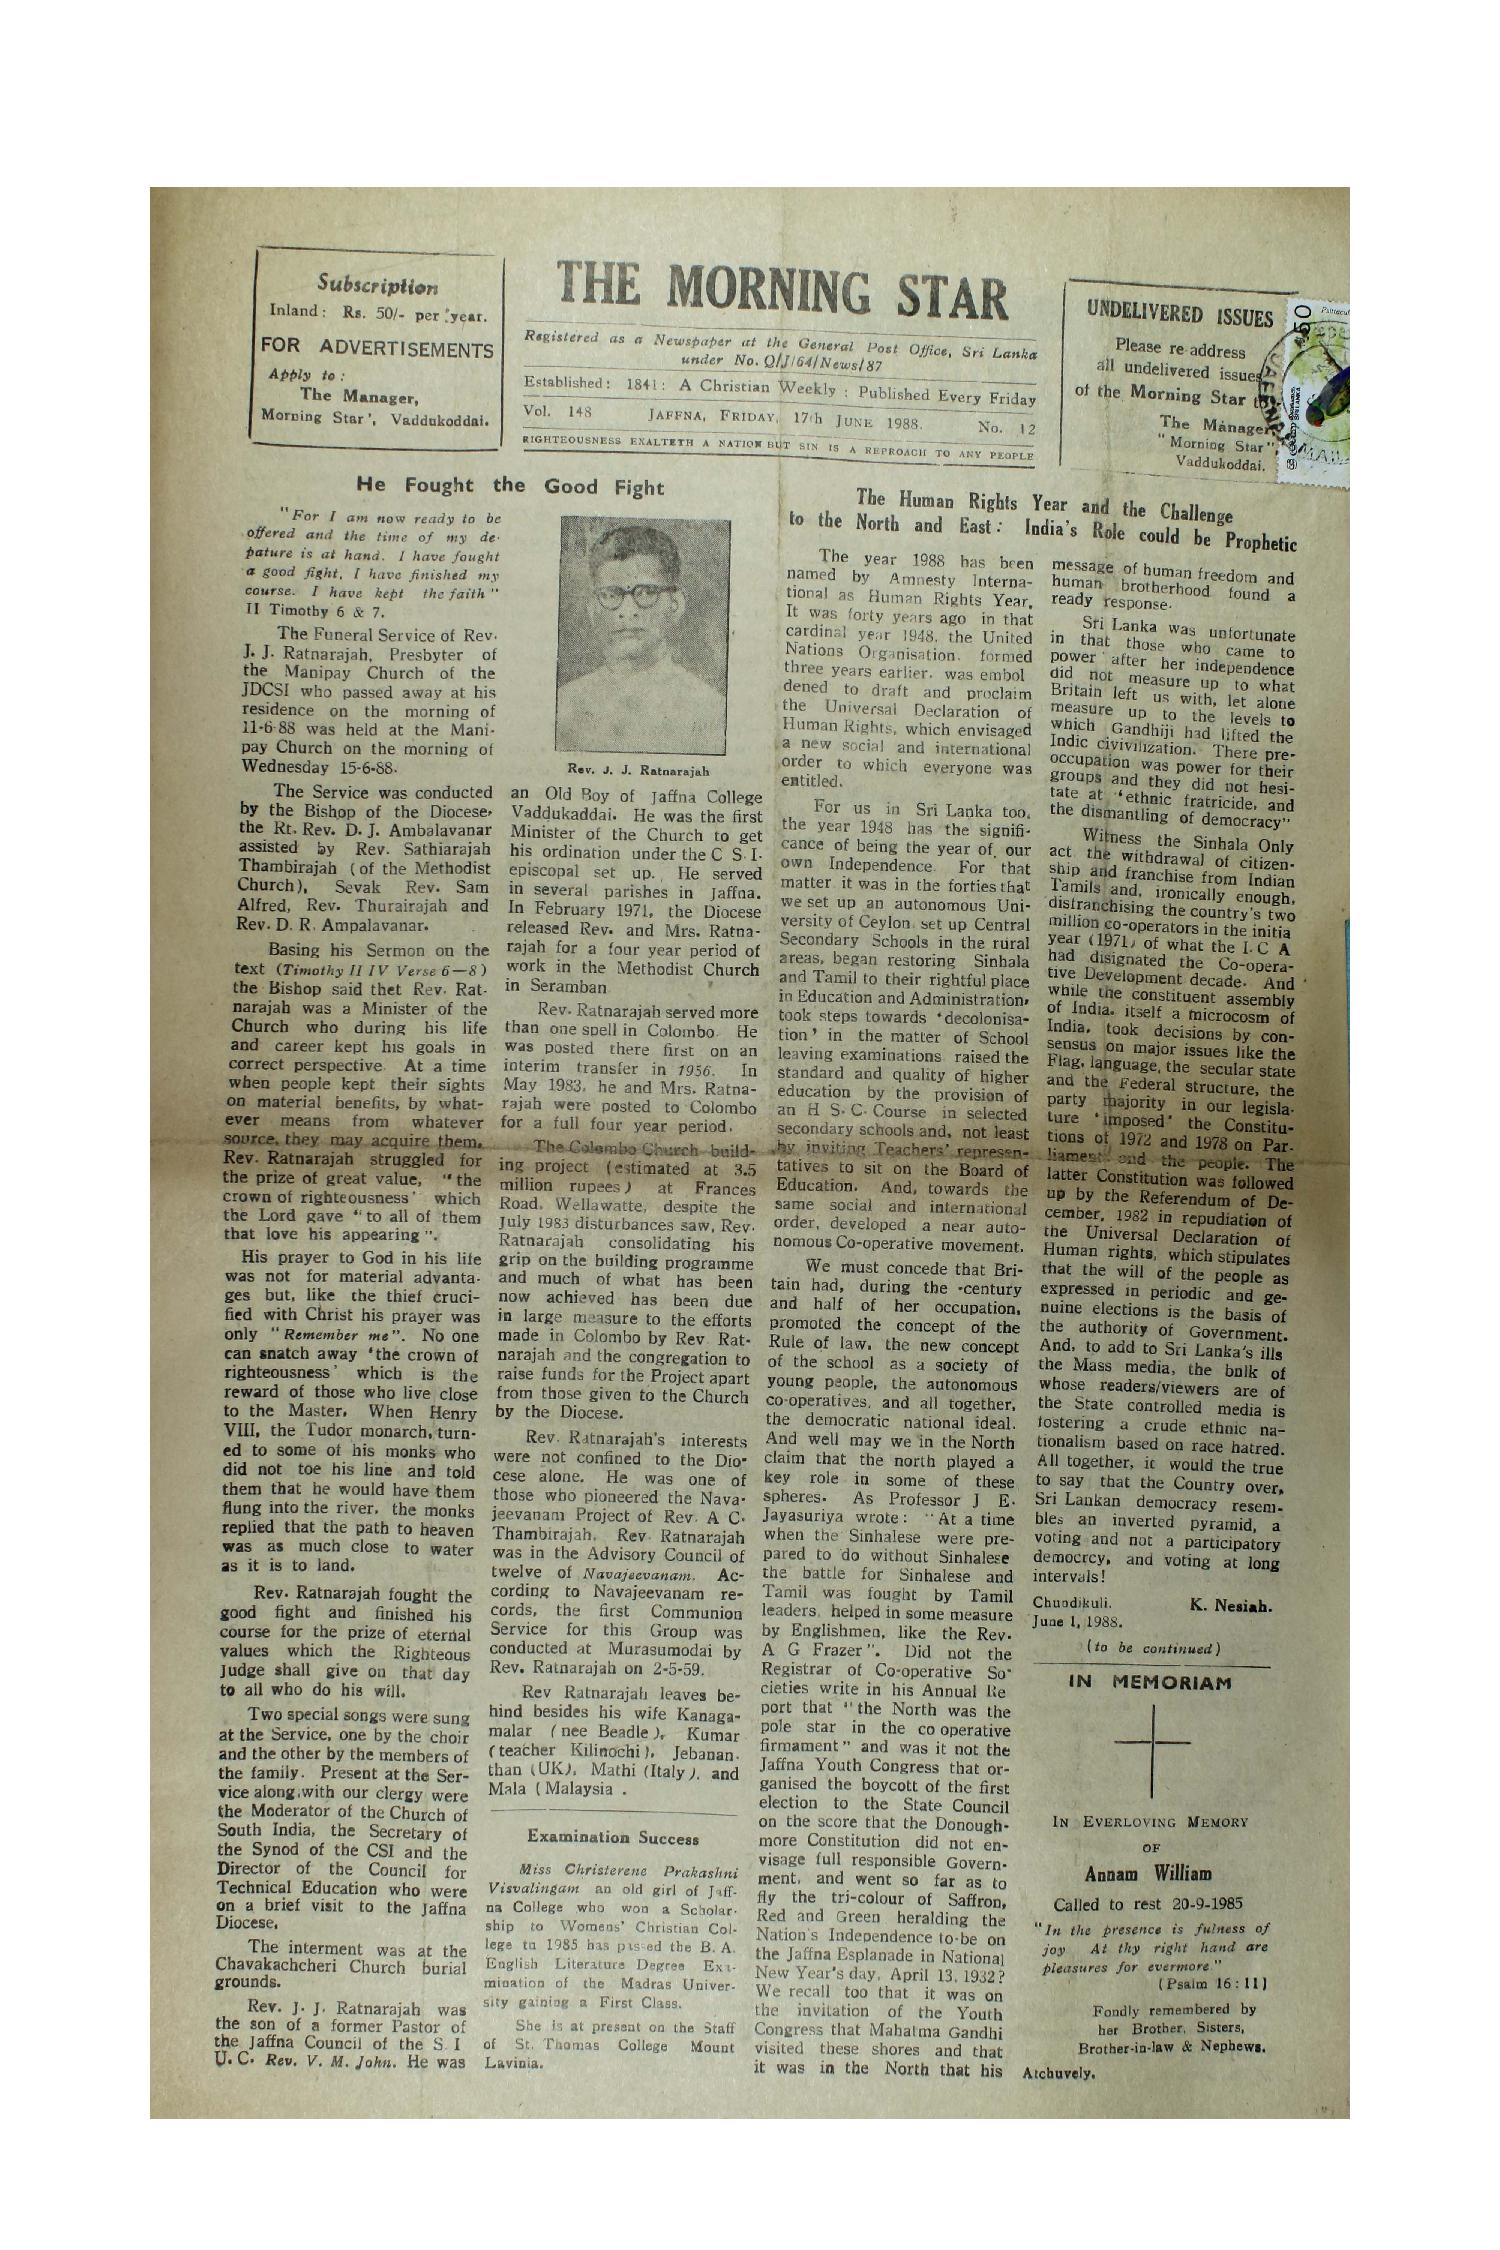 Subscription
Inland: Rs. 50/- per year.
FOR ADVERTISEMENTS
Apply to:
The Manager,
Morning Star', Vaddukoddai.
THE MORNING STAR
Registered as a Newspaper at the General Post Office, Sri Lanka
under No. Q/J/64/News/87
Established: 1841: A Christian Weekly: Published Every Friday
Vol. 148 JAFFNA, FRIDAY, 17th JUNE 1988. No. 12
RIGHTEOUSNESS EXALTETH A NATION BUT SIN IS A REPROACH TO ANY PEOPLE
UNDELIVERED ISSUES
Please re-address
all undelivered issues
of the Morning Star
The Manager,
"Morning Star",
Vaddukoddai.
He Fought the Good Fight
"For I am now ready to be
offered and the time of my de-
pature is at hand. I have fought
a good fight, I have finished my
course. I have kept the faith"
II Timothy 6 & 7.
The Funeral Service of Rev.
J. J. Ratnarajah, Presbyter of
the Manipay Church of the
JDCSI who passed away at his
residence on the morning of
11-6-88 was held at the Mani-
pay Church on the morning of
Wednesday 15-6-88.
The Service was conducted
by the Bishop of the Diocese,
the Rt. Rev. D. J. Ambalavanar
assisted by Rev. Sathiarajah
Thambirajah (of the Methodist
Church), Sevak Rev. Sam
Alfred, Rev. Thurairajah and
Rev. D. R. Ampalavanar.
Basing his Sermon on the
text (Timothy II IV Verse 6—8)
the Bishop said thet Rev. Rat-
narajah was a Minister of the
Church who during his life
and career kept his goals in
correct perspective. At a time
when people kept their sights
on material benefits, by what-
ever means from whatever
source, they may acquire them,
Rev. Ratnarajah struggled for
the prize of great value, "the
crown of righteousness' which
the Lord gave "to all of them
that love his appearing".
His prayer to God in his life
was not for material advanta-
ges but, like the thief cruci-
fied with Christ his prayer was
only "Remember me". No one
can snatch away 'the crown of
righteousness' which is the
reward of those who live close
to the Master. When Henry
VIII, the Tudor monarch, turn-
ed to some of his monks who
did not toe his line and told
them that he would have them
flung into the river, the monks
replied that the path to heaven
was as much close to water
as it is to land.
Rev. Ratnarajah fought the
good fight and finished his
course for the prize of eternal
values which the Righteous
Judge shall give on that day
to all who do his will.
Two special songs were sung
at the Service, one by the choir
and the other by the members of
the family. Present at the Ser-
vice along with our clergy were
the Moderator of the Church of
South India, the Secretary of
the Synod of the CSI and the
Director of the Council for
Technical Education who were
on a brief visit to the Jaffna
Diocese.
The interment was at the
Chavakachcheri Church burial
grounds.
Rev. J. J. Ratnarajah was
the son of a former Pastor of
the Jaffna Council of the S. I
U. C. Rev. V. M. John. He was
Rev. J. J. Ratnarajah
an Old Boy of Jaffna College
Vaddukaddai. He was the first
Minister of the Church to get
his ordination under the C. S. I.
episcopal set up. He served
in several parishes in Jaffna.
In February 1971, the Diocese
released Rev. and Mrs. Ratna-
rajah for a four year period of
work in the Methodist Church
in Seramban
Rev. Ratnarajah served more
than one spell in Colombo. He
was posted there first on an
interim transfer in 1956. In
May 1983, he and Mrs. Ratna-
rajah were posted to Colombo
for a full four year period.
The Colombo Church build-
ing project (estimated at 3.5
million rupees) at Frances
Road, Wellawatte, despite the
July 1983 disturbances saw, Rev.
Ratnarajah consolidating his
grip on the building programme
and much of what has been
now achieved has been due
in large measure to the efforts
made in Colombo by Rev. Rat-
narajah and the congregation to
raise funds for the Project apart
from those given to the Church
by the Diocese.
Rev. Ratnarajah's interests
were not confined to the Dio-
cese alone. He was one of
those who pioneered the Nava-
jeevanam Project of Rev. A C.
Thambirajah. Rev. Ratnarajah
was in the Advisory Council of
twelve of Navajeevanam. Ac-
cording to Navajeevanam re-
cords, the first Communion
Service for this Group was
conducted at Murasumodai by
Rev. Ratnarajah on 2-5-59.
Rev Ratnarajah leaves be-
hind besides his wife Kanaga-
malar (nee Beadle), Kumar
(teacher Kilinochi), Jebanan-
than (UK), Mathi (Italy), and
Mala (Malaysia .
Examination Success
Miss Christerene Prakashni
Visvalingam an old girl of Jaff-
na College who won a Scholar-
ship to Womens' Christian Col-
lege in 1985 has passed the B. A.
English Literature Degree Exa-
mination of the Madras Univer-
sity gaining a First Class.
She is at present on the Staff
of St. Thomas College Mount
Lavinia.
The Human Rights Year and the Challenge
to the North and East: India's Role could be Prophetic
The year 1988 has been
named by Amnesty Interna-
tional as Human Rights Year.
It was forty years ago in that
cardinal year 1948, the United
Nations Organisation, formed
three years earlier, was embol
dened to draft and proclaim
the Universal Declaration of
Human Rights, which envisaged
a new social and international
order to which everyone was
entitled.
For us in Sri Lanka too,
the year 1948 has the signifi-
cance of being the year of our
own Independence. For that
matter it was in the forties that
we set up an autonomous Uni-
versity of Ceylon, set up Central
Secondary Schools in the rural
areas, began restoring Sinhala
and Tamil to their rightful place
in Education and Administration,
took steps towards 'decolonisa-
tion' in the matter of School
leaving examinations raised the
standard and quality of higher
education by the provision of
an H S. C. Course in selected
secondary schools and, not least
by inviting Teachers' represen-
tatives to sit on the Board of
Education. And, towards the
same social and international
order, developed a near auto-
nomous Co-operative movement.
We must concede that Bri-
tain had, during the -century
and half of her occupation,
promoted the concept of the
Rule of law, the new concept
of the school as a society of
young people, the autonomous
co-operatives, and all together,
the democratic national ideal.
And well may we in the North
claim that the north played a
key role in some of these
spheres. As Professor J E.
Jayasuriya wrote: "At a time
when the Sinhalese were pre-
pared to do without Sinhalese
the battle for Sinhalese and
Tamil was fought by Tamil
leaders, helped in some measure
by Englishmen, like the Rev.
A G Frazer". Did not the
Registrar of Co-operative So-
cieties write in his Annual Re
port that "the North was the
pole star in the co operative
firmament" and was it not the
Jaffna Youth Congress that or-
ganised the boycott of the first
election to the State Council
on the score that the Donough-
more Constitution did not en-
visage full responsible Govern-
ment, and went so far as to
fly the tri-colour of Saffron,
Red and Green heralding the
Nation's Independence to-be on
the Jaffna Esplanade in National
New Year's day, April 13, 1932?
We recall too that it was on
the invitation of the Youth
Congress that Mahatma Gandhi
visited these shores and that
it was in the North that his
message of human freedom and
human brotherhood found a
ready response.
Sri Lanka was unfortunate
in that those who came to
power after her independence
did not measure up to what
Britain left us with, let alone
measure up to the levels to
which Gandhiji had lifted the
Indic civivilization. There pre-
occupation was power for their
groups and they did not hesi-
tate at 'ethnic fratricide, and
the dismantling of democracy"
Witness the Sinhala Only
act the withdrawal of citizen-
ship and franchise from Indian
Tamils and, ironically enough,
disfranchising the country's two
million co-operators in the initia
year (1971) of what the I. C A
had disignated the Co-opera-
tive Development decade. And
while the constituent assembly
of India, itself a microcosm of
India, took decisions by con-
sensus on major issues like the
Flag, language, the secular state
and the Federal structure, the
party majority in our legisla-
ture 'imposed' the Constitu-
tions of 1972 and 1978 on Par-
liament and the people. The
latter Constitution was followed
up by the Referendum of De-
cember, 1982 in repudiation of
the Universal Declaration of
Human rights, which stipulates
that the will of the people as
expressed in periodic and ge-
nuine elections is the basis of
the authority of Government.
And, to add to Sri Lanka's ills
the Mass media, the bnlk of
whose readers/viewers are of
the State controlled media is
fostering a crude ethnic na-
tionalism based on race hatred.
All together, it would the true
to say that the Country over,
Sri Lankan democracy resem-
bles an inverted pyramid, a
voting and not a participatory
democrcy, and voting at long
intervals!
Chundikuli. K. Nesiah.
June 1, 1988.
(to be continued)
IN MEMORIAM
IN EVERLOVING MEMORY
OF
Annam William
Called to rest 20-9-1985
"In the presence is fulness of
joy At thy right hand are
pleasures for evermore"
(Psalm 16:11)
Fondly remembered by
her Brother, Sisters,
Brother-in-law & Nephews.
Atchuvely.